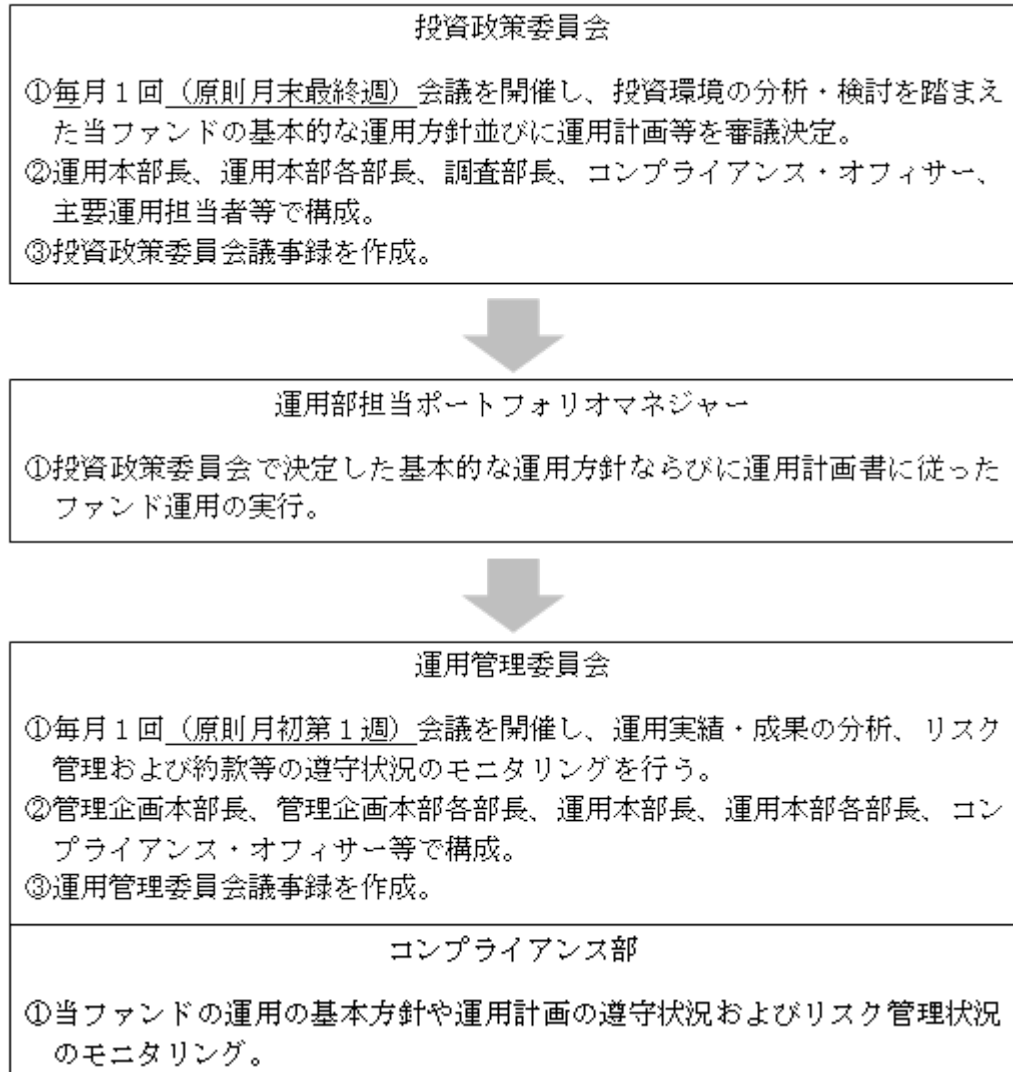 投資政策委員会
①毎月１回（原則月末最終週）会議を開催し、投資環境の分析・検討を踏まえ
た当ファンドの基本的な運用方針並びに運用計画等を審議決定。
②運用本部長、運用本部各部長、調査部長、コンプライアンス・オフィサー、
主要運用担当者等で構成。
③投資政策委員会議事録を作成。
運用部担当ポートフォリオマネジャー
①投資政策委員会で決定した基本的な運用方針ならびに運用計画書に従った
ファンド運用の実行。
運用管理委員会
①毎月１回（原則月初第１週）会議を開催し、運用実績・成果の分析、リスク
管理および約款等の遵守状況のモニタリングを行う。
②管理企画本部長、管理企画本部各部長、運用本部長、運用本部各部長、コン
プライアンス・オフィサー等で構成。
③運用管理委員会議事録を作成。
コンプライアンス部
①当ファンドの運用の基本方針や運用計画の遵守状況およびリスク管理状況
のモニタリング。